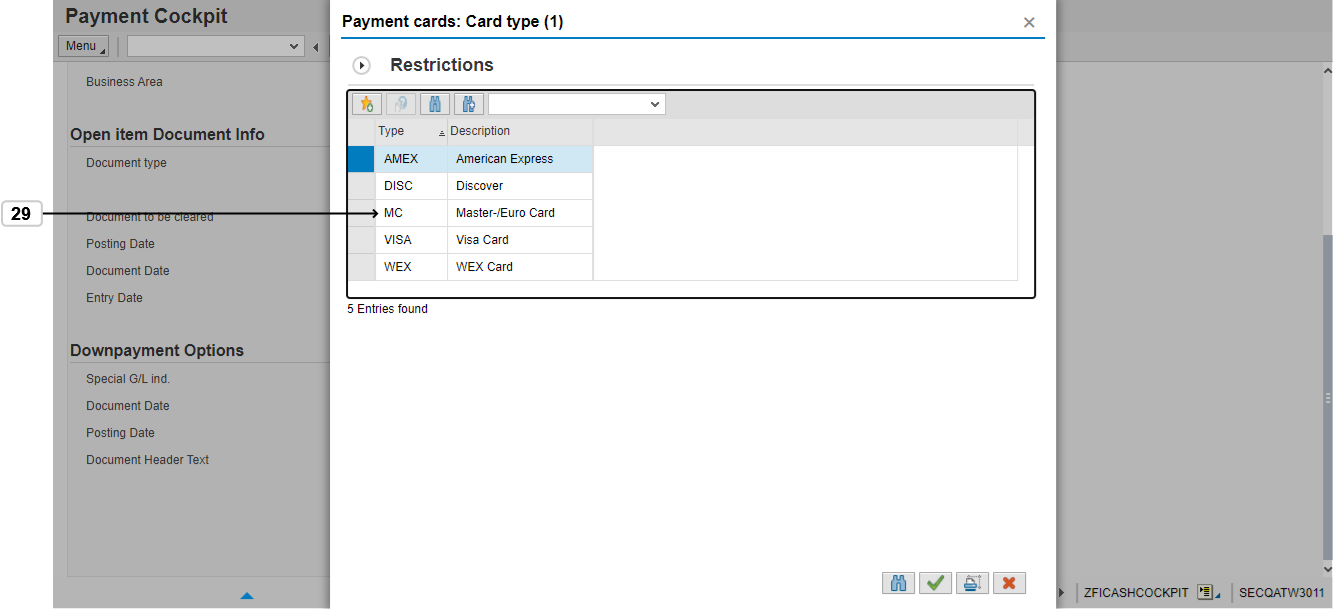 Payment Cockpit
Menu
Business Area
Open item Document Info
Document type
Document to be cleared
Posting Date
Document Date
Entry Date
Downpayment Options
Special G/L ind.
Document Date
Posting Date
Document Header Text
29
Payment cards: Card type (1)
Restrictions
Type Description
AMEX American Express
DISC Discover
MC Master-/Euro Card
VISA Visa Card
WEX WEX Card
5 Entries found
ZFICASHCOCKPIT SECQATW3011